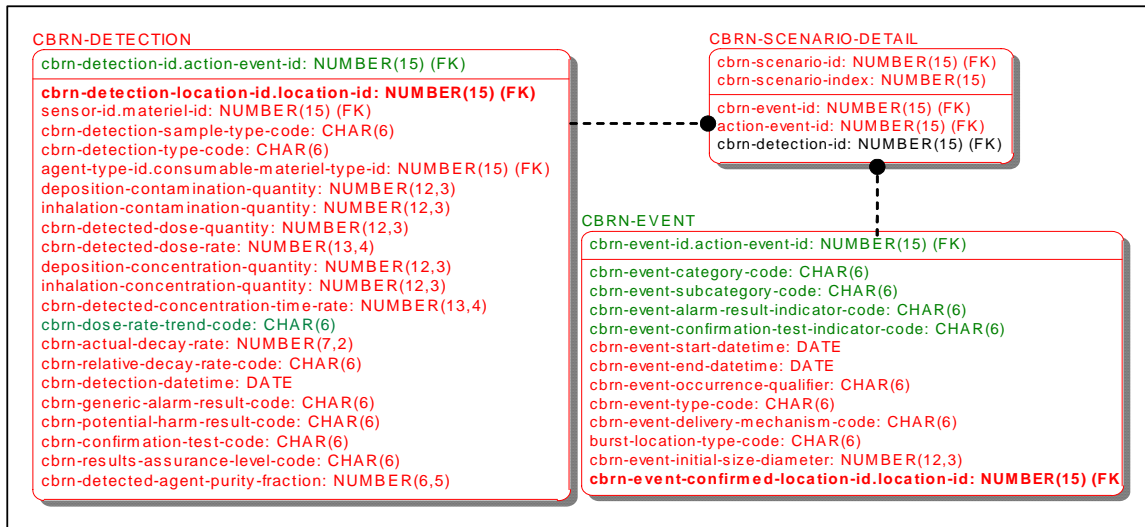 CBRN-DETECTION
cbrn-detection-id.action-event-id: NUMBER(15) (FK)
cbrn-detection-location-id.location-id: NUMBER(15) (FK)
sensor-id.materiel-id: NUMBER(15) (FK)
cbrn-detection-sample-type-code: CHAR(6)
cbrn-detection-type-code: CHAR(6)
agent-type-id.consumable-materiel-type-id: NUMBER(15) (FK)
deposition-contamination-quantity: NUMBER(12,3)
inhalation-contamination-quantity: NUMBER(12,3)
cbrn-detected-dose-quantity: NUMBER(12,3)
cbrn-detected-dose-rate: NUMBER(13,4)
deposition-concentration-quantity: NUMBER(12,3)
inhalation-concentration-quantity: NUMBER(12,3)
cbrn-detected-concentration-time-rate: NUMBER(13,4)
cbrn-dose-rate-trend-code: CHAR(6)
cbrn-actual-decay-rate: NUMBER(7,2)
cbrn-relative-decay-rate-code: CHAR(6)
cbrn-detection-datetime: DATE
cbrn-generic-alarm-result-code: CHAR(6)
cbrn-potential-harm-result-code: CHAR(6)
cbrn-confirmation-test-code: CHAR(6)
cbrn-results-assurance-level-code: CHAR(6)
cbrn-detected-agent-purity-fraction: NUMBER(6,5)
CBRN-SCENARIO-DETAIL
cbrn-scenario-id: NUMBER(15) (FK)
cbrn-scenario-index: NUMBER(15)
cbrn-event-id: NUMBER(15) (FK)
action-event-id: NUMBER(15) (FK)
cbrn-detection-id: NUMBER(15) (FK)
CBRN-EVENT
cbrn-event-id.action-event-id: NUMBER(15) (FK)
cbrn-event-category-code: CHAR(6)
cbrn-event-subcategory-code: CHAR(6)
cbrn-event-alarm-result-indicator-code: CHAR(6)
cbrn-event-confirmation-test-indicator-code: CHAR(6)
cbrn-event-start-datetime: DATE
cbrn-event-end-datetime: DATE
cbrn-event-occurrence-qualifier: CHAR(6)
cbrn-event-type-code: CHAR(6)
cbrn-event-delivery-mechanism-code: CHAR(6)
burst-location-type-code: CHAR(6)
cbrn-event-initial-size-diameter: NUMBER(12,3)
cbrn-event-confirmed-location-id.location-id: NUMBER(15) (FK